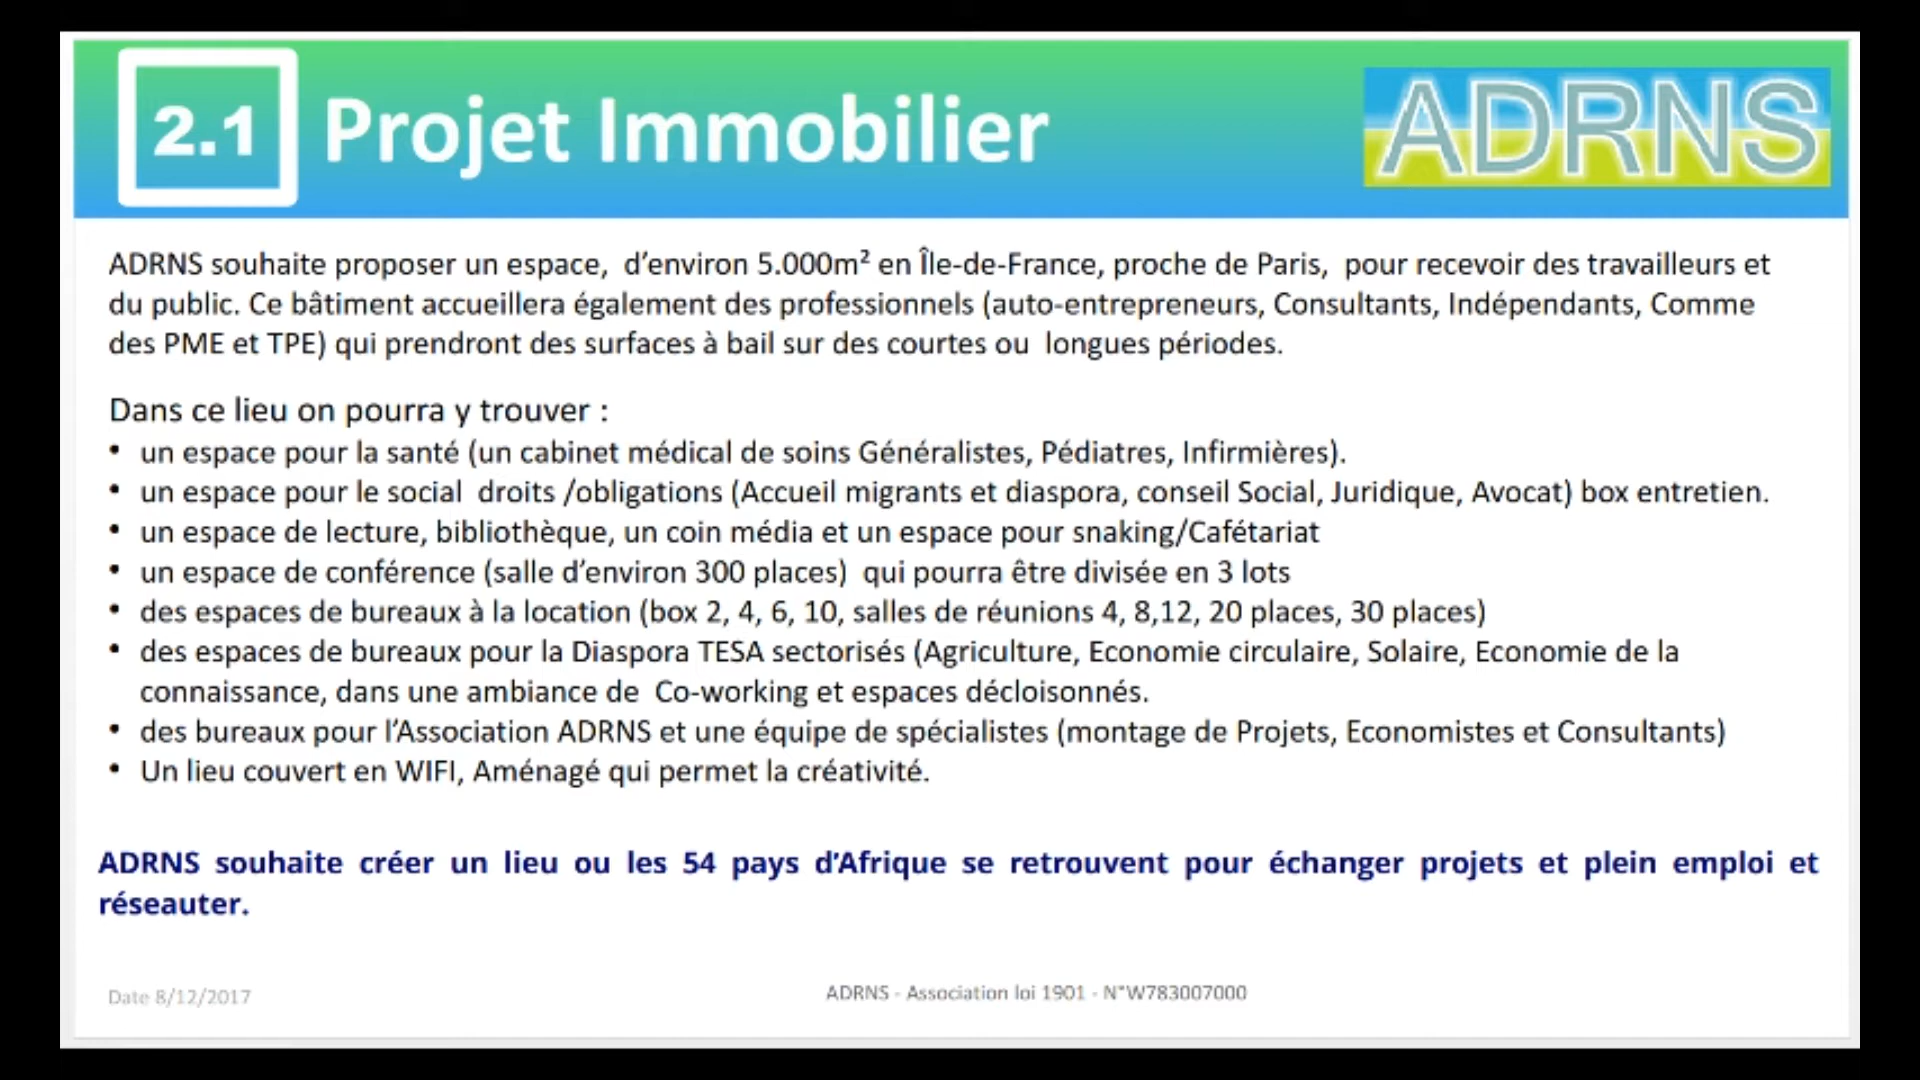 2.1 Projet Immobilier
ADRNS
ADRNS souhaite proposer un espace, d’environ 5.000m² en Île-de-France, proche de Paris, pour recevoir des travailleurs et
du public. Ce bâtiment accueillera également des professionnels (auto-entrepreneurs, Consultants, Indépendants, Comme
des PME et TPE) qui prendront des surfaces à bail sur des courtes ou longues périodes.
Dans ce lieu on pourra y trouver :
• un espace pour la santé (un cabinet médical de soins Généralistes, Pédiatres, Infirmières).
• un espace pour le social droits /obligations (Accueil migrants et diaspora, conseil Social, Juridique, Avocat) box entretien.
• un espace de lecture, bibliothèque, un coin média et un espace pour snaking/Cafétariat
• un espace de conférence (salle d’environ 300 places) qui pourra être divisée en 3 lots
• des espaces de bureaux à la location (box 2, 4, 6, 10, salles de réunions 4, 8,12, 20 places, 30 places)
• des espaces de bureaux pour la Diaspora TESA sectorisés (Agriculture, Economie circulaire, Solaire, Economie de la
connaissance, dans une ambiance de Co-working et espaces décloisonnés.
• des bureaux pour l’Association ADRNS et une équipe de spécialistes (montage de Projets, Economistes et Consultants)
• Un lieu couvert en WIFI, Aménagé qui permet la créativité.
ADRNS souhaite créer un lieu ou les 54 pays d’Afrique se retrouvent pour échanger projets et plein emploi et
réseauter.
Date 8/12/2017
ADRNS - Association loi 1901 - N°W783007000